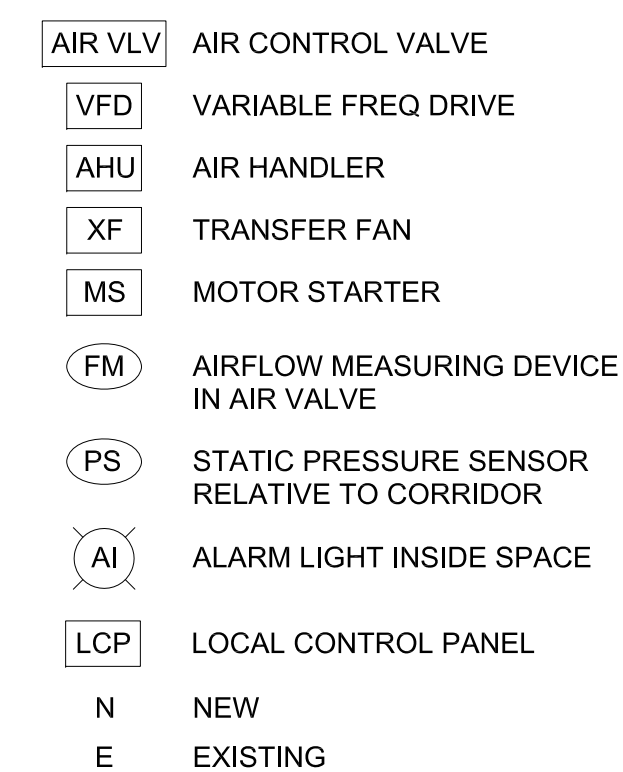 AIR VLV AIR CONTROL VALVE
VFD VARIABLE FREQ DRIVE
AHU AIR HANDLER
XF TRANSFER FAN
MS MOTOR STARTER
FM AIRFLOW MEASURING DEVICE
IN AIR VALVE
PS STATIC PRESSURE SENSOR
RELATIVE TO CORRIDOR
AI ALARM LIGHT INSIDE SPACE
LCP LOCAL CONTROL PANEL
N NEW
E EXISTING